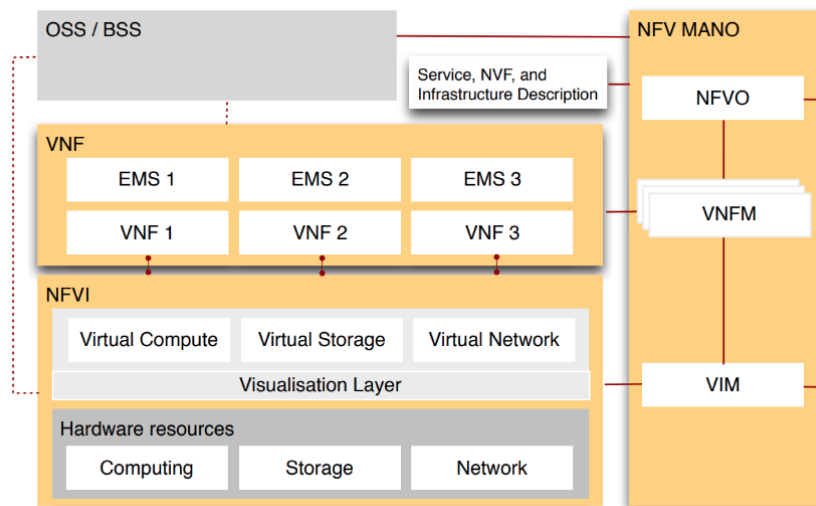 OSS / BSS
NFV MANO
Service, NVF, and
Infrastructure Description
NFVO
VNF
EMS 1
EMS 2
EMS 3
VNF 1
VNF 2
VNF 3
VNFM
NFVI
Virtual Compute
Virtual Storage
Virtual Network
Visualisation Layer
VIM
Hardware resources
Computing
Storage
Network